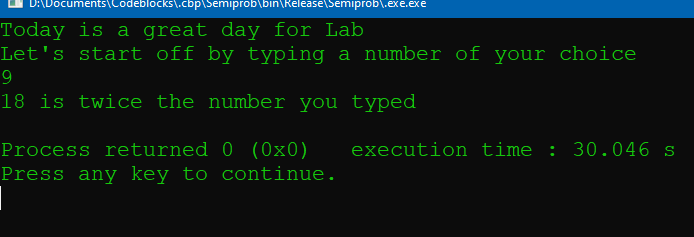 D:\Documents\Codeblocks\.cbp\Semiprob\bin\Release\Semiprob\.exe.exe
Today is a great day for Lab
Let's start off by typing a number of your choice
9
18 is twice the number you typed
Process returned 0 (0x0)   execution time : 30.046 s
Press any key to continue.